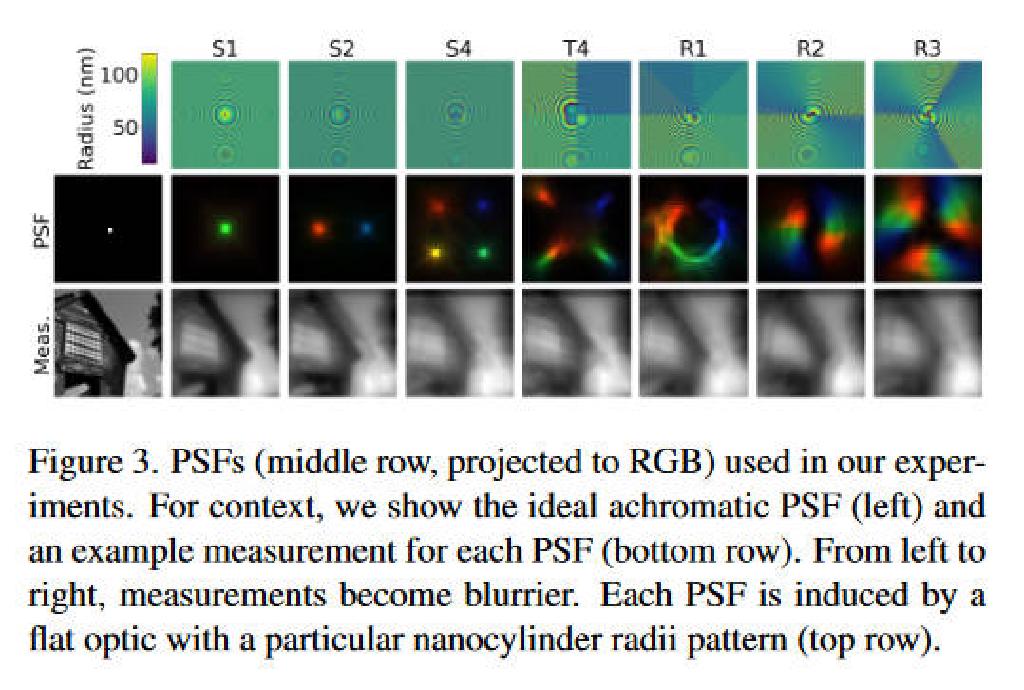 S1 S2 S4 T4 R1 R2 R3
Radius (nm)
100
50
PSF
Meas.
Figure 3. PSFs (middle row, projected to RGB) used in our exper-
iments. For context, we show the ideal achromatic PSF (left) and
an example measurement for each PSF (bottom row). From left to
right, measurements become blurrier. Each PSF is induced by a
flat optic with a particular nanocylinder radii pattern (top row).